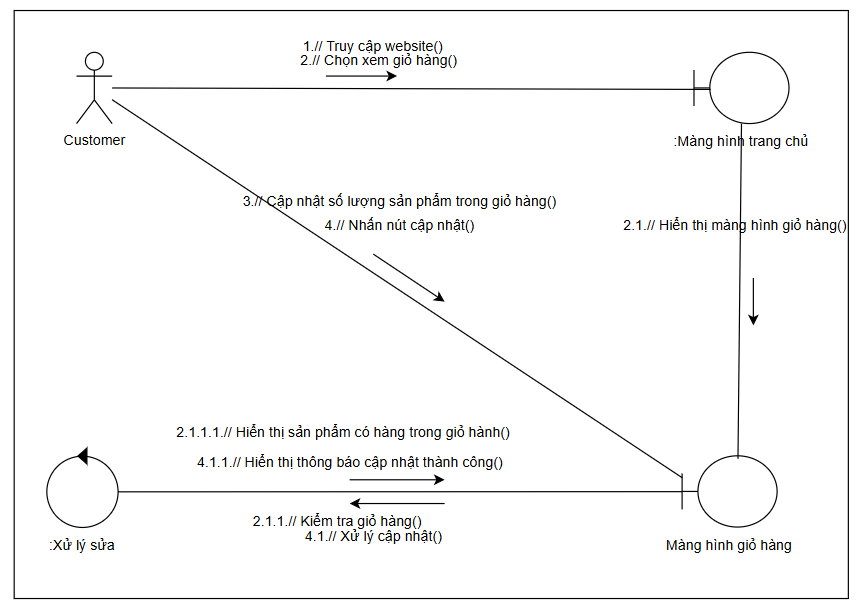 1.// Truy cập website()
2.// Chọn xem giỏ hàng()
Customer
:Màng hình trang chủ
3.// Cập nhật số lượng sản phẩm trong giỏ hàng()
4.// Nhấn nút cập nhật()
2.1.// Hiển thị màng hình giỏ hàng()
2.1.1.1.// Hiển thị sản phẩm có hàng trong giỏ hành()
4.1.1.// Hiển thị thông báo cập nhật thành công()
2.1.1.// Kiểm tra giỏ hàng()
4.1.// Xử lý cập nhật()
:Xử lý sửa
Màng hình giỏ hàng